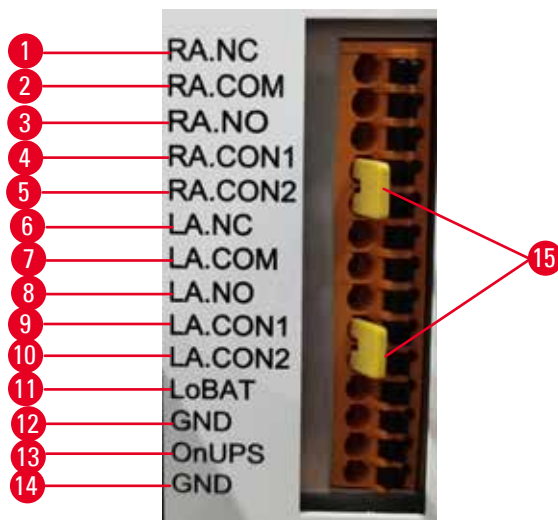 1 RA.NC
2 RA.COM
3 RA.NO
4 RA.CON1
5 RA.CON2
6 LA.NC
7 LA.COM
8 LA.NO
9 LA.CON1
10 LA.CON2
11 LoBAT
12 GND
13 OnUPS
14 GND
15